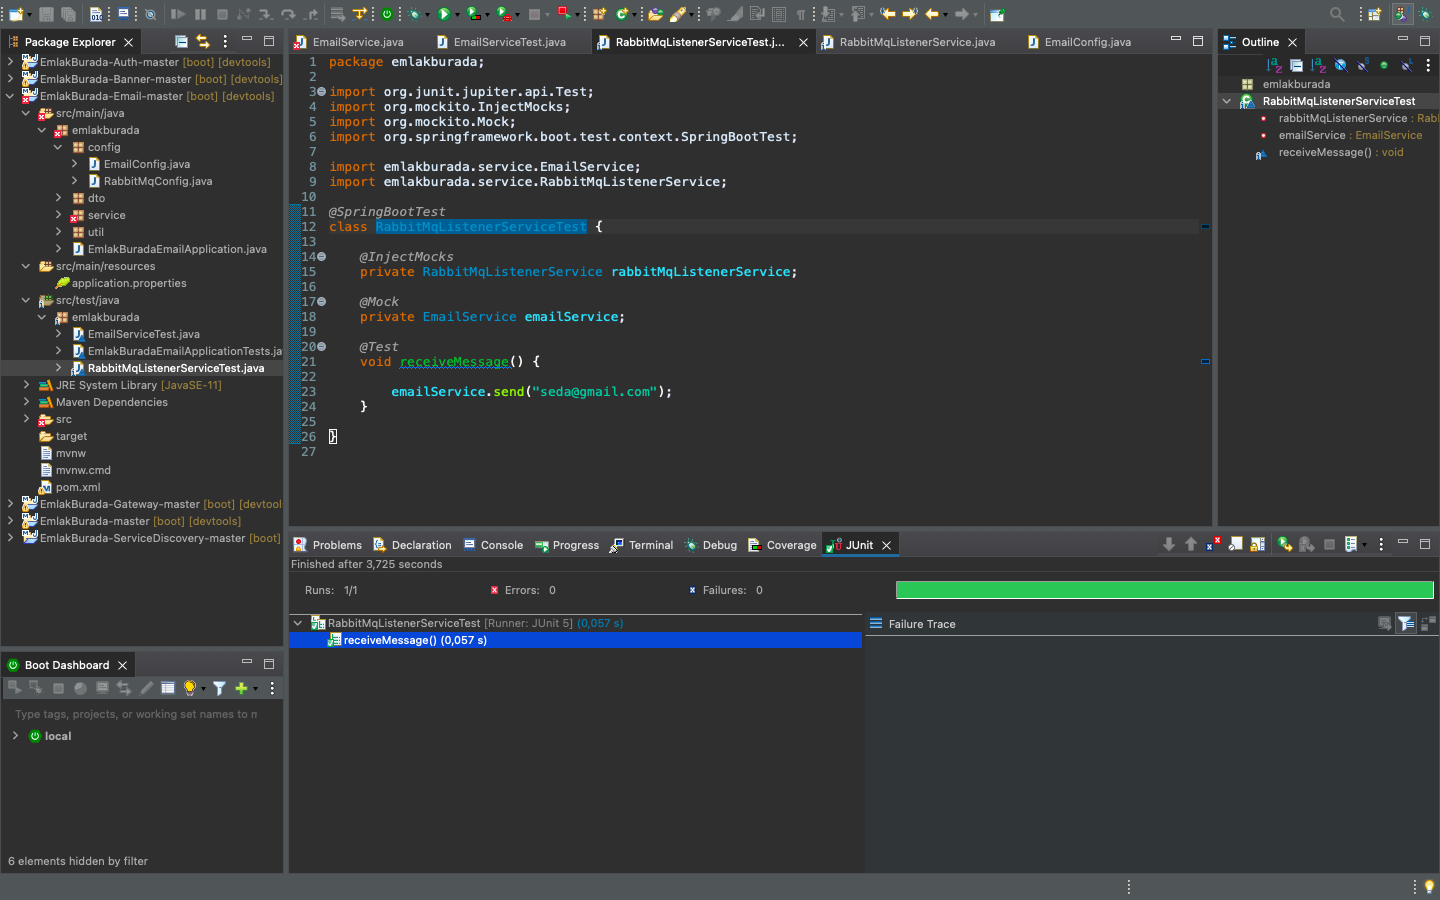 Package Explorer
EmlakBurada-Auth-master [boot] [devtools]
EmlakBurada-Banner-master [boot] [devtools]
EmlakBurada-Email-master [boot] [devtools]
src/main/java
emlakburada
config
EmailConfig.java
RabbitMqConfig.java
dto
service
util
EmlakBuradaEmailApplication.java
src/main/resources
application.properties
src/test/java
emlakburada
EmailServiceTest.java
EmlakBuradaEmailApplicationTests.ja
RabbitMqListenerServiceTest.java
JRE System Library [JavaSE-11]
Maven Dependencies
src
target
mvnw
mvnw.cmd
pom.xml
EmlakBurada-Gateway-master [boot] [devtool
EmlakBurada-master [boot] [devtools]
EmlakBurada-ServiceDiscovery-master [boot]
Boot Dashboard
Type tags, projects, or working set names to m
local
6 elements hidden by filter
EmailService.java
EmailServiceTest.java
RabbitMqListenerServiceTest.j...
RabbitMqListenerService.java
EmailConfig.java
1 package emlakburada;
2
3 import org.junit.jupiter.api.Test;
4 import org.mockito.InjectMocks;
5 import org.mockito.Mock;
6 import org.springframework.boot.test.context.SpringBootTest;
7
8 import emlakburada.service.EmailService;
9 import emlakburada.service.RabbitMqListenerService;
10
11 @SpringBootTest
12 class RabbitMqListenerServiceTest {
13
14 @InjectMocks
15 private RabbitMqListenerService rabbitMqListenerService;
16
17 @Mock
18 private EmailService emailService;
19
20 @Test
21 void receiveMessage() {
22
23 emailService.send("seda@gmail.com");
24 }
25
26 }
27
Outline
emlakburada
RabbitMqListenerServiceTest
rabbitMqListenerService : Rabl
emailService : EmailService
receiveMessage() : void
Problems
Declaration
Console
Progress
Terminal
Debug
Coverage
JUnit
Finished after 3,725 seconds
Runs: 1/1
Errors: 0
Failures: 0
RabbitMqListenerServiceTest [Runner: JUnit 5] (0,057 s)
receiveMessage() (0,057 s)
Failure Trace